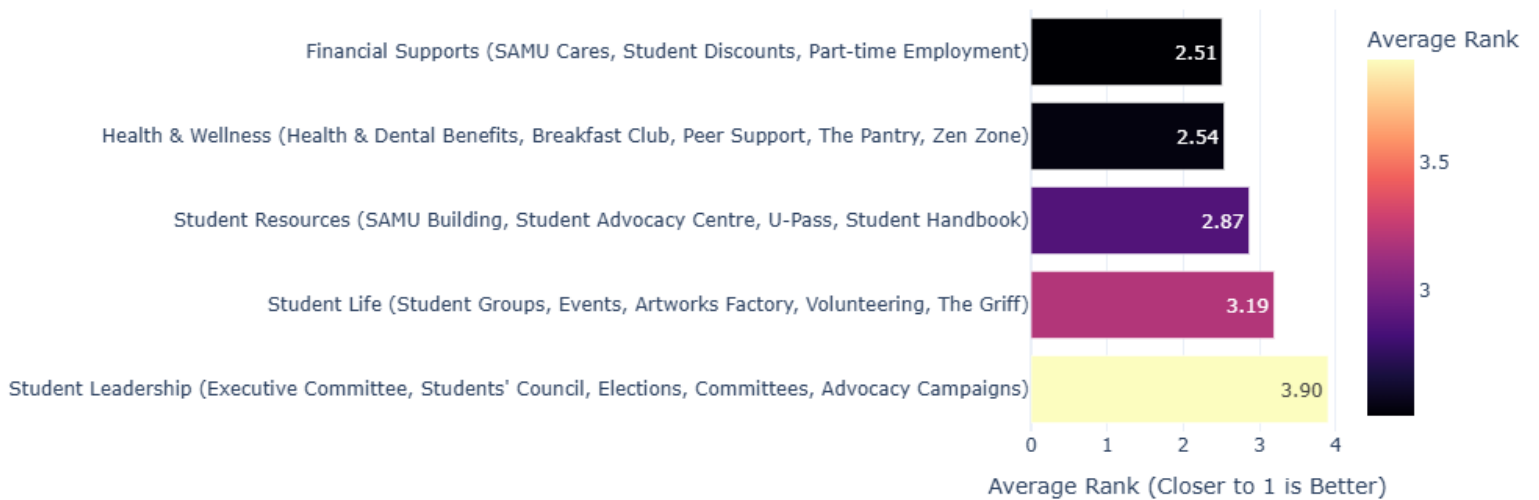 Financial Supports (SAMU Cares, Student Discounts, Part-time Employment)
2.51
Health & Wellness (Health & Dental Benefits, Breakfast Club, Peer Support, The Pantry, Zen Zone)
2.54
Student Resources (SAMU Building, Student Advocacy Centre, U-Pass, Student Handbook)
2.87
Student Life (Student Groups, Events, Artworks Factory, Volunteering, The Griff)
3.19
Student Leadership (Executive Committee, Students' Council, Elections, Committees, Advocacy Campaigns)
3.90
0 1 2 3 4
Average Rank (Closer to 1 is Better)
Average Rank
3.5
3